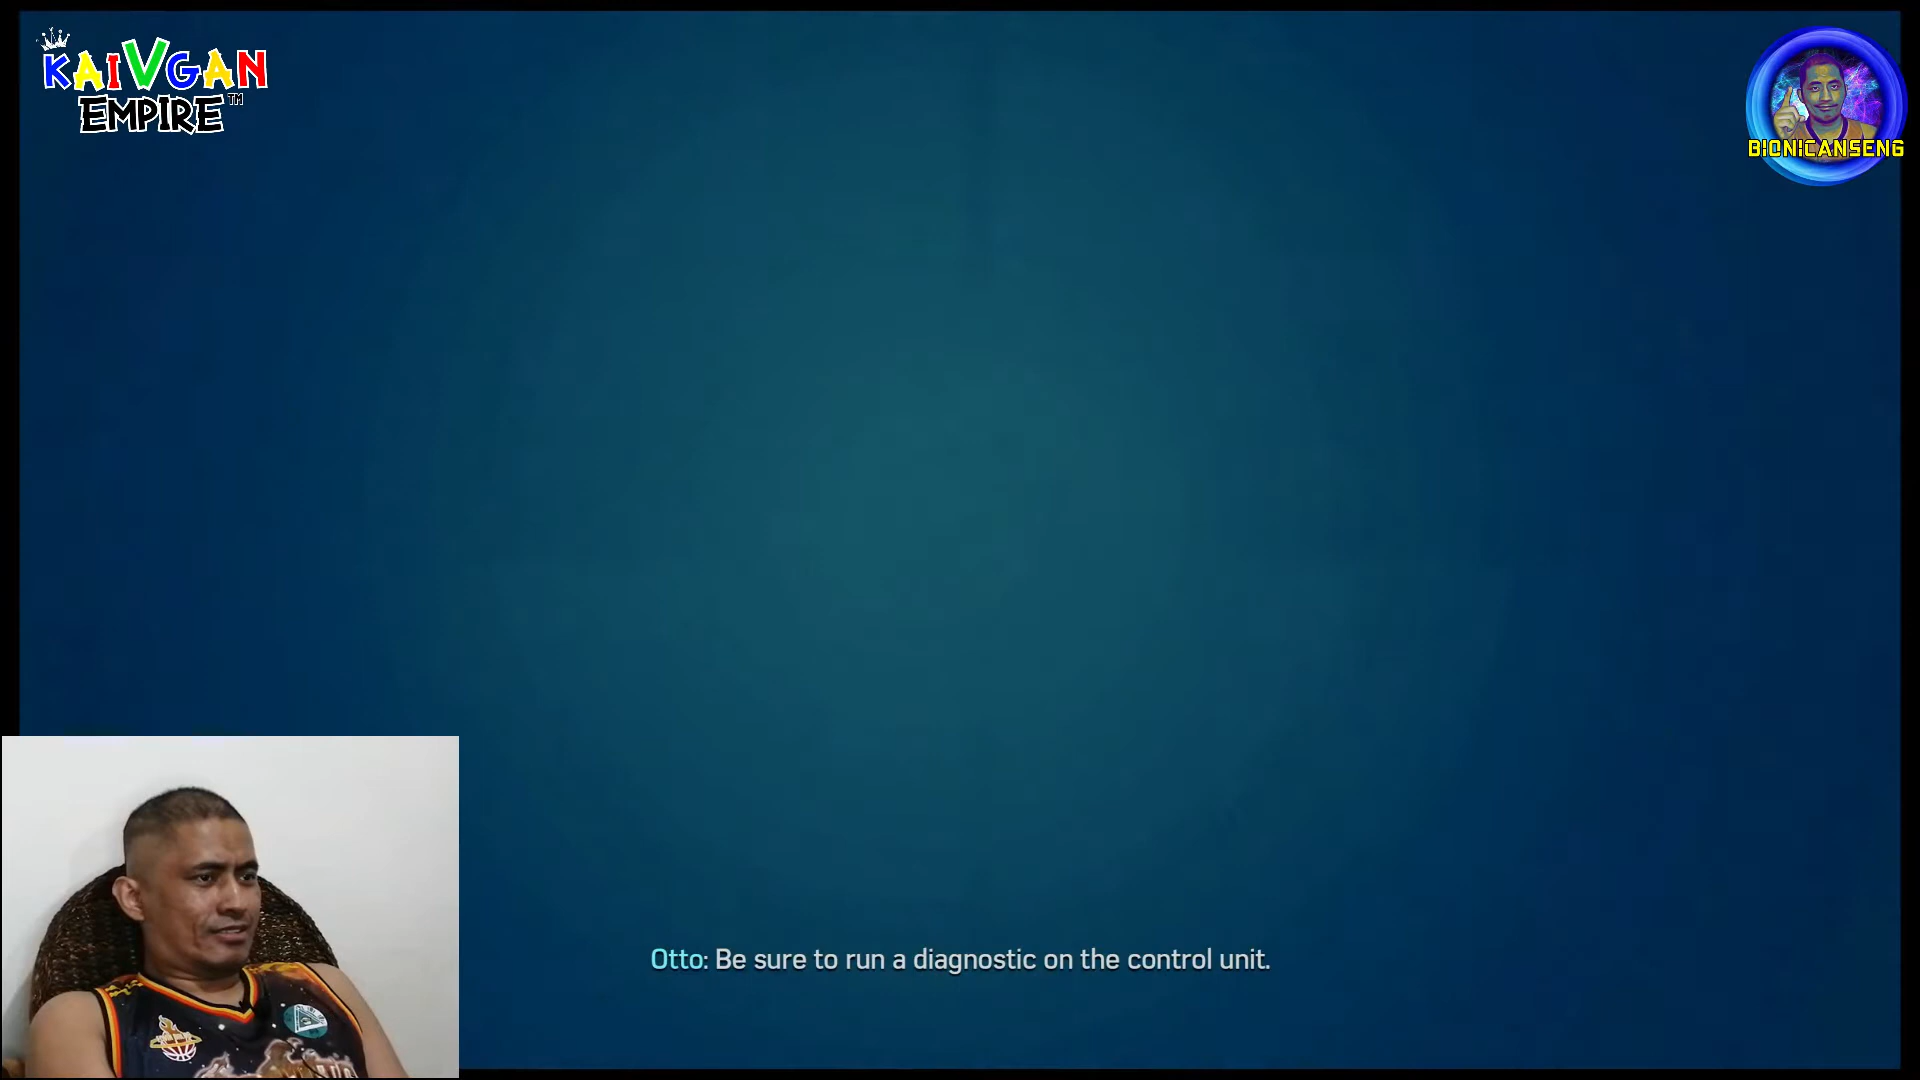 KAIVGAN
EMPIRE™
BIONICANSENG
Otto: Be sure to run a diagnostic on the control unit.